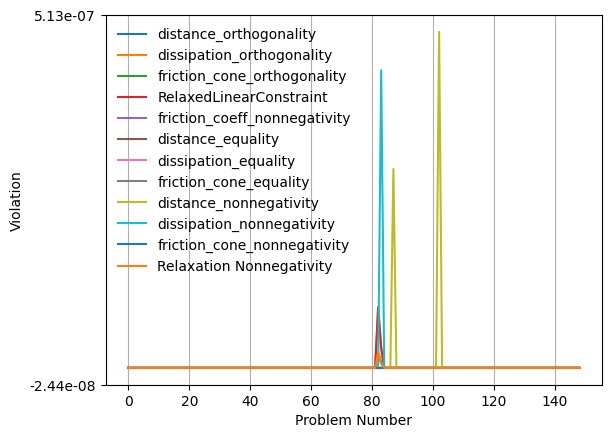 5.13e-07
distance_orthogonality
dissipation_orthogonality
friction_cone_orthogonality
RelaxedLinearConstraint
friction_coeff_nonnegativity
distance_equality
dissipation_equality
friction_cone_equality
distance_nonnegativity
dissipation_nonnegativity
friction_cone_nonnegativity
Relaxation Nonnegativity
Violation
-2.44e-08
0 20 40 60 80 100 120 140
Problem Number